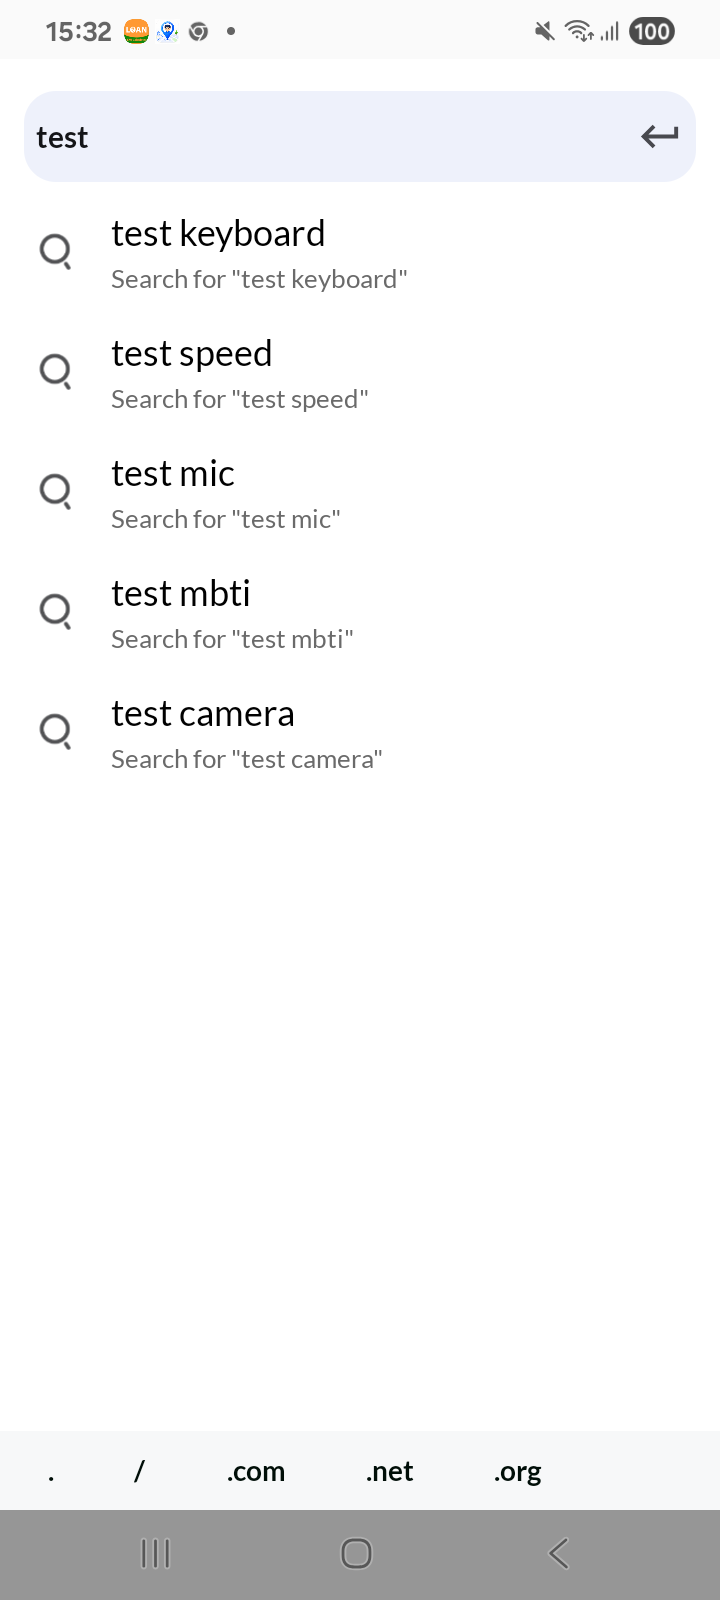 15:32 LOAN 100
test
test keyboard
Search for "test keyboard"
test speed
Search for "test speed"
test mic
Search for "test mic"
test mbti
Search for "test mbti"
test camera
Search for "test camera"
. / .com .net .org